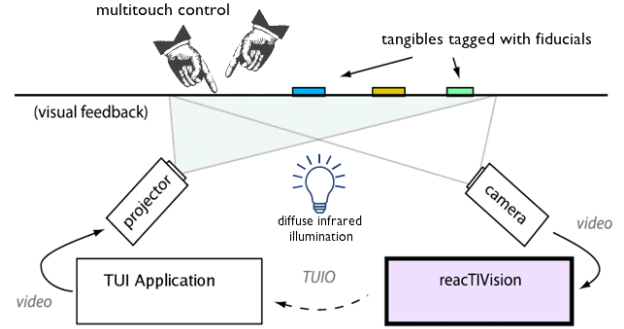 multitouch control
tangibles tagged with fiducials
(visual feedback)
projector
camera
diffuse infrared
illumination
video
TUI Application
TUIO
reacTIVision
video